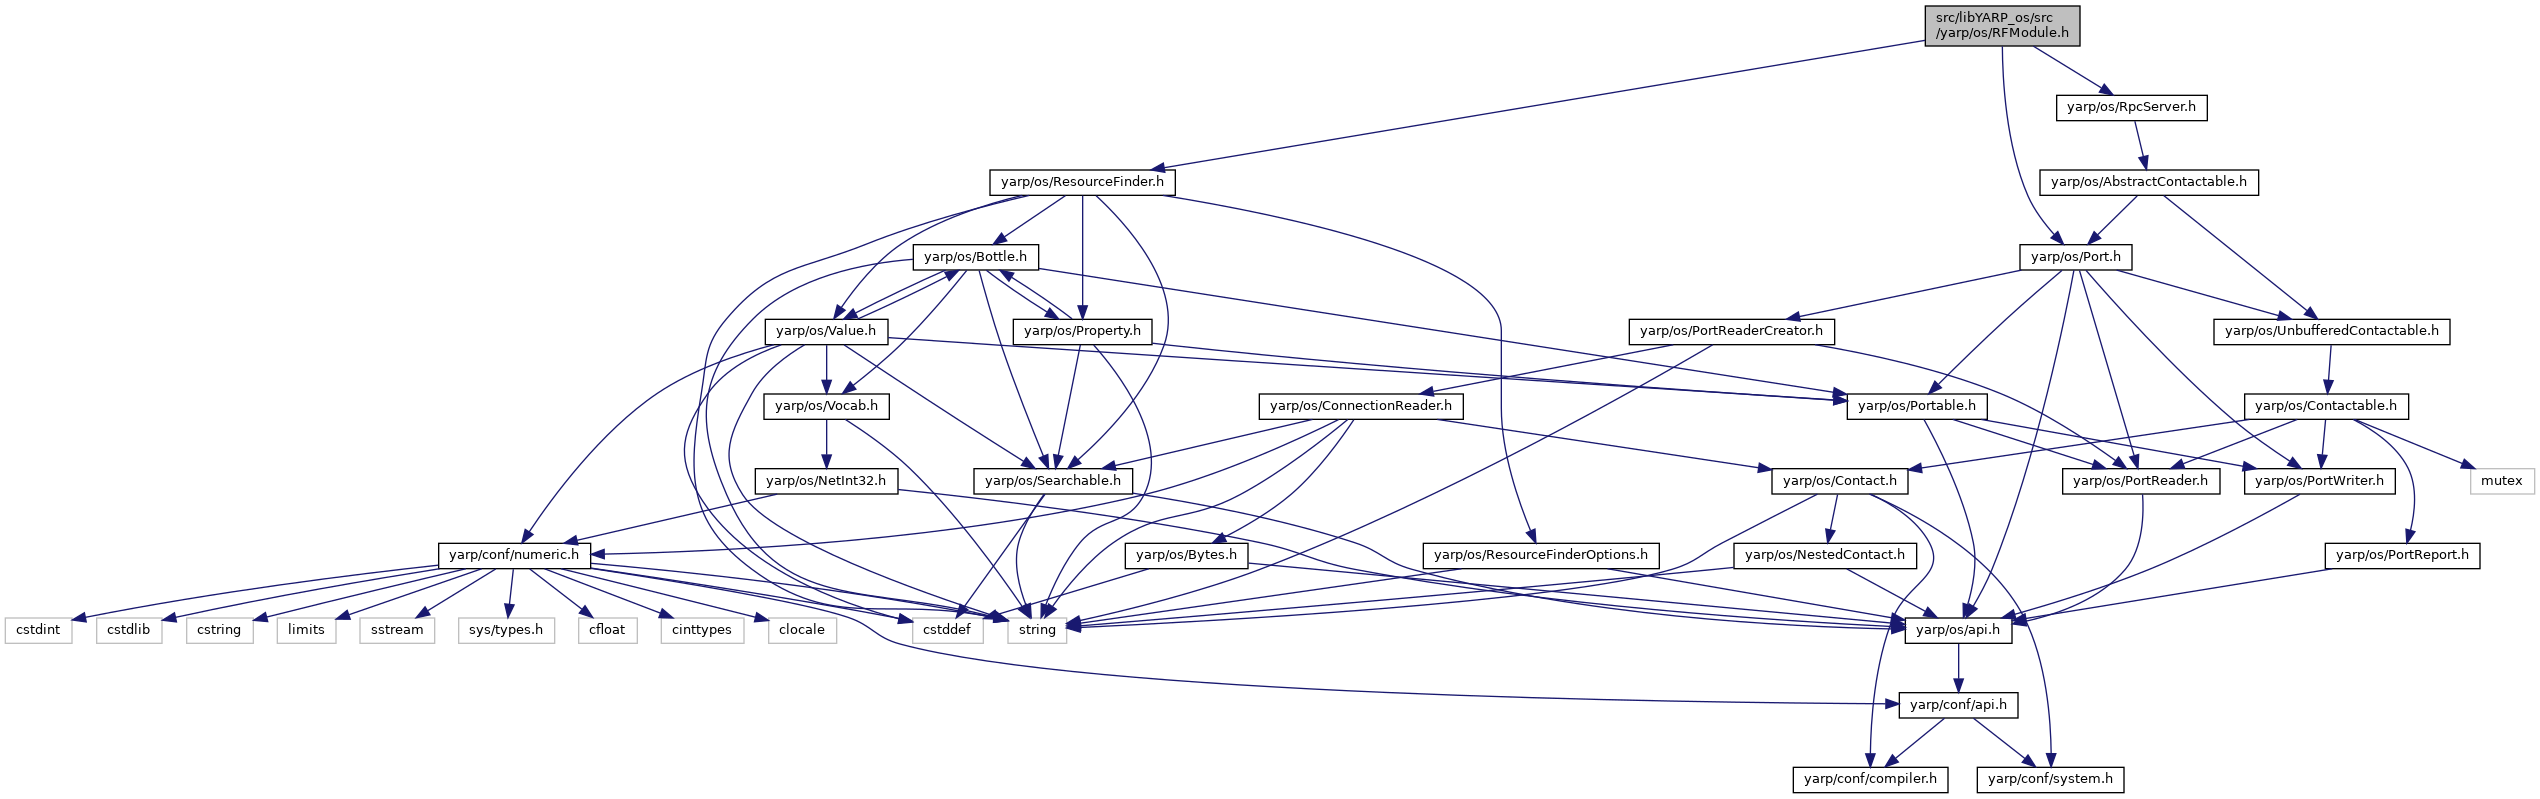 src/libYARP_os/src
/yarp/os/RFModule.h
yarp/os/RpcServer.h
yarp/os/ResourceFinder.h
yarp/os/AbstractContactable.h
yarp/os/Bottle.h
yarp/os/Port.h
yarp/os/Value.h
yarp/os/Property.h
yarp/os/PortReaderCreator.h
yarp/os/UnbufferedContactable.h
yarp/os/Vocab.h
yarp/os/ConnectionReader.h
yarp/os/Portable.h
yarp/os/Contactable.h
yarp/os/NetInt32.h
yarp/os/Searchable.h
yarp/os/Contact.h
yarp/os/PortReader.h
yarp/os/PortWriter.h
mutex
yarp/conf/numeric.h
yarp/os/Bytes.h
yarp/os/ResourceFinderOptions.h
yarp/os/NestedContact.h
yarp/os/PortReport.h
cstdint
cstdlib
cstring
limits
sstream
sys/types.h
cfloat
cinttypes
clocale
cstddef
string
yarp/os/api.h
yarp/conf/api.h
yarp/conf/compiler.h
yarp/conf/system.h